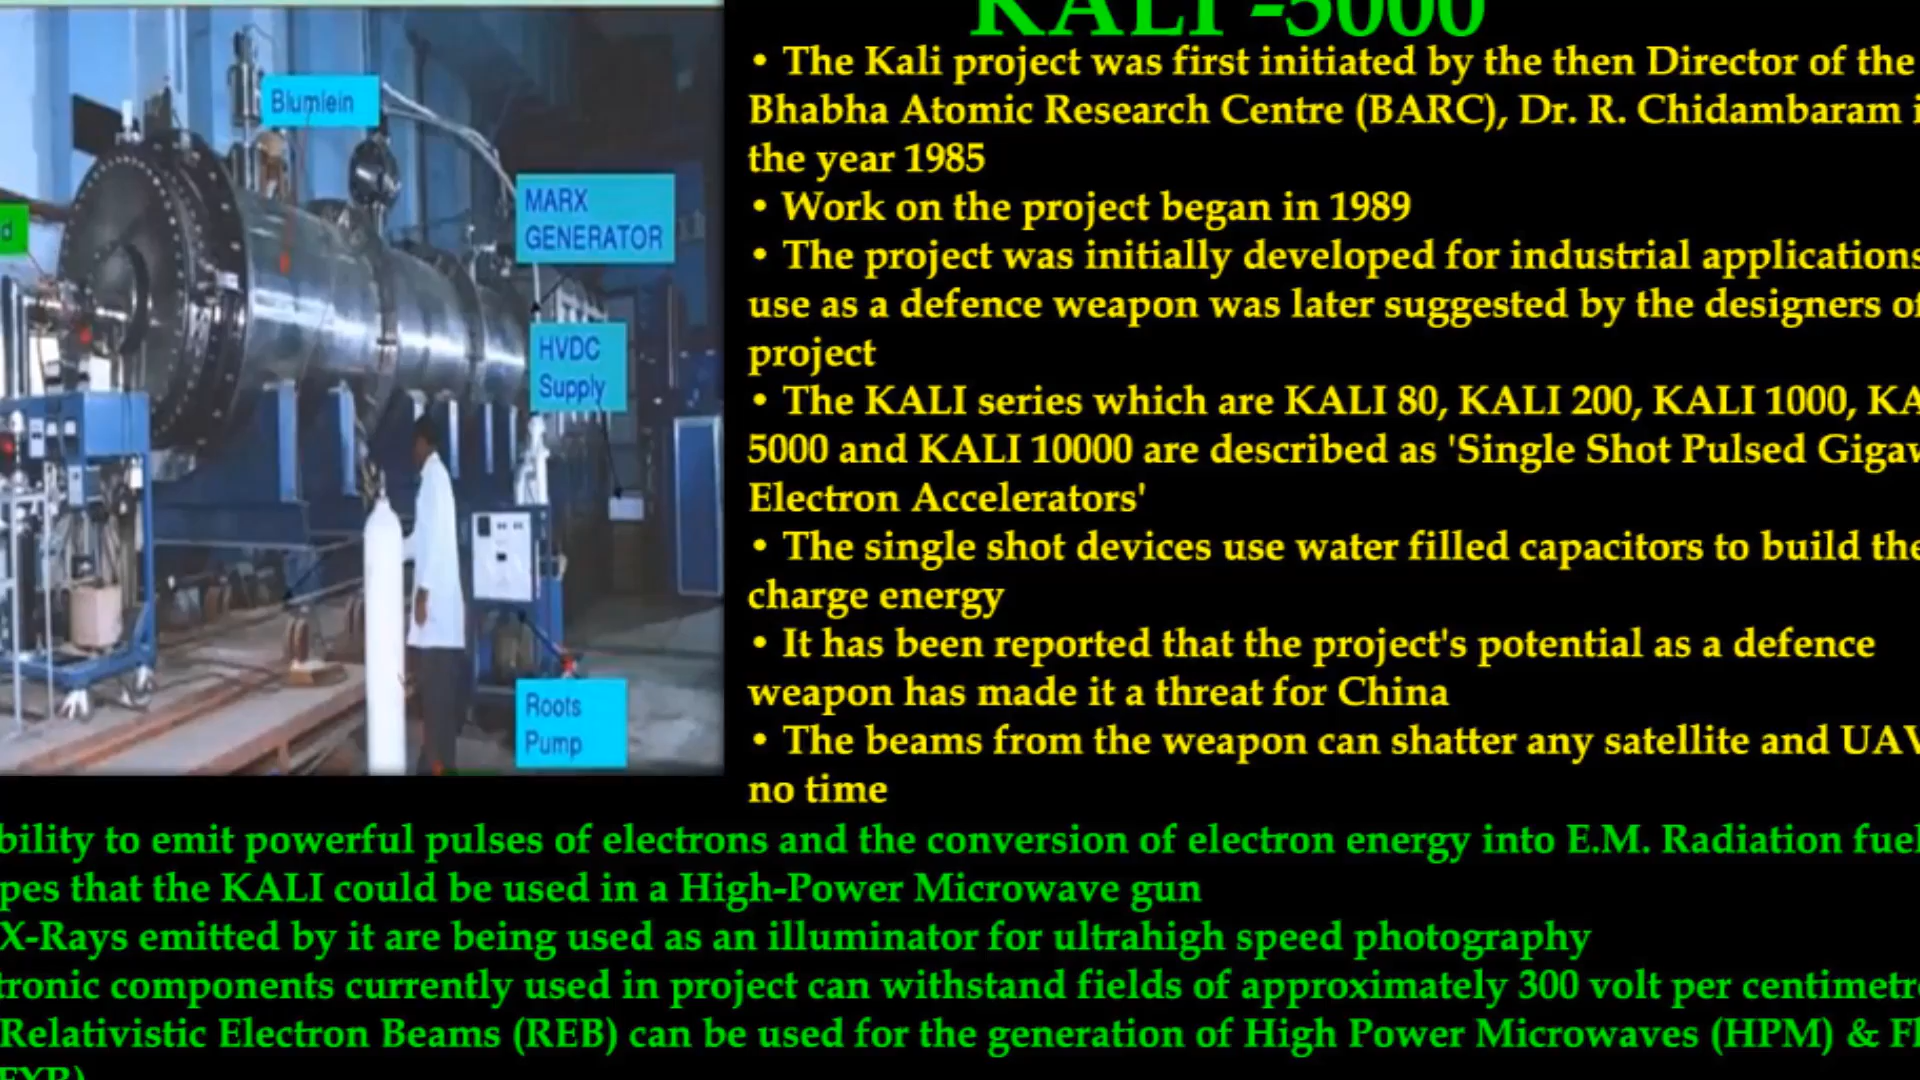 KALI -5000
• The Kali project was first initiated by the then Director of the
Bhabha Atomic Research Centre (BARC), Dr. R. Chidambaram i
the year 1985
• Work on the project began in 1989
• The project was initially developed for industrial applications
use as a defence weapon was later suggested by the designers of
project
• The KALI series which are KALI 80, KALI 200, KALI 1000, KA
5000 and KALI 10000 are described as 'Single Shot Pulsed Gigaw
Electron Accelerators'
• The single shot devices use water filled capacitors to build the
charge energy
• It has been reported that the project's potential as a defence
weapon has made it a threat for China
• The beams from the weapon can shatter any satellite and UAV
no time
Blumlein
MARX
GENERATOR
d
HVDC
Supply
Roots
Pump
bility to emit powerful pulses of electrons and the conversion of electron energy into E.M. Radiation fuel
pes that the KALI could be used in a High-Power Microwave gun
X-Rays emitted by it are being used as an illuminator for ultrahigh speed photography
tronic components currently used in project can withstand fields of approximately 300 volt per centimetre
Relativistic Electron Beams (REB) can be used for the generation of High Power Microwaves (HPM) & Fl
FXR)